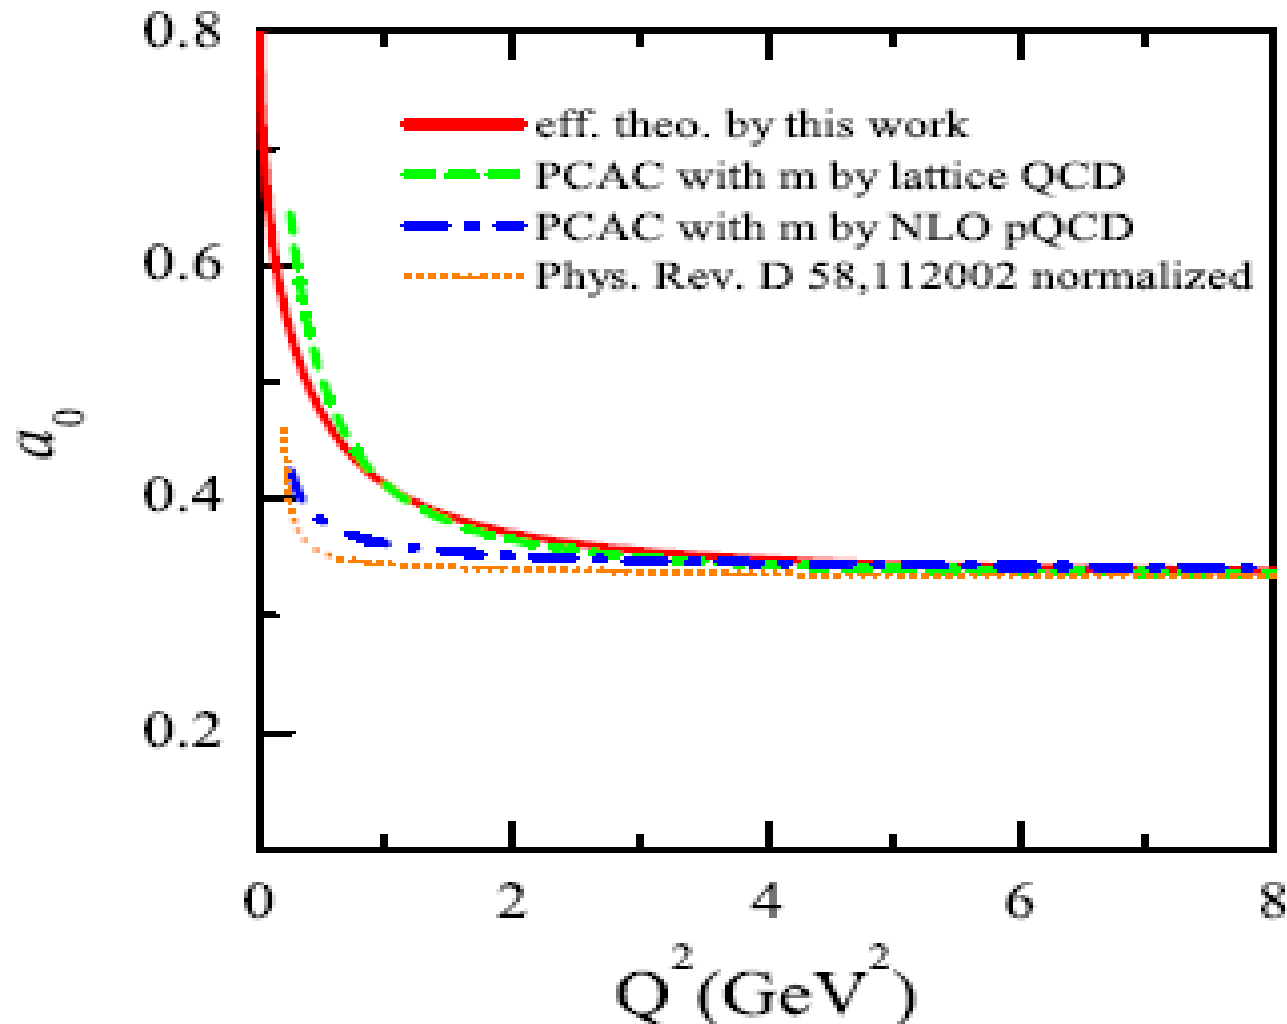 0.8
eff. theo. by this work
PCAC with m by lattice QCD
PCAC with m by NLO pQCD
0.6
Phys. Rev. D 58,112002 normalized
a₀
0.4
0.2
0 2 4 6 8
Q²(GeV²)